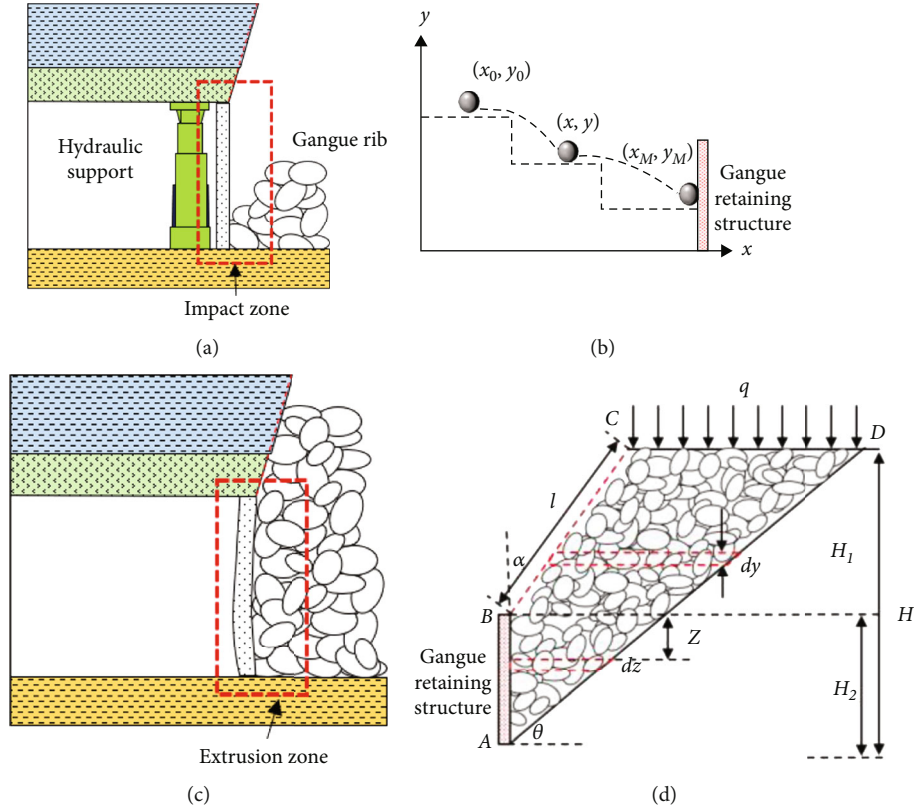 Hydraulic
support
Gangue rib
Impact zone
(a)
y
(x0, y0)
(x, y)
(xM, yM)
Gangue
retaining
structure
x
(b)
Extrusion zone
(c)
q
C
D
l
α
dy
H1
B
Z
H
Gangue
retaining
structure
dz
H2
A
θ
(d)